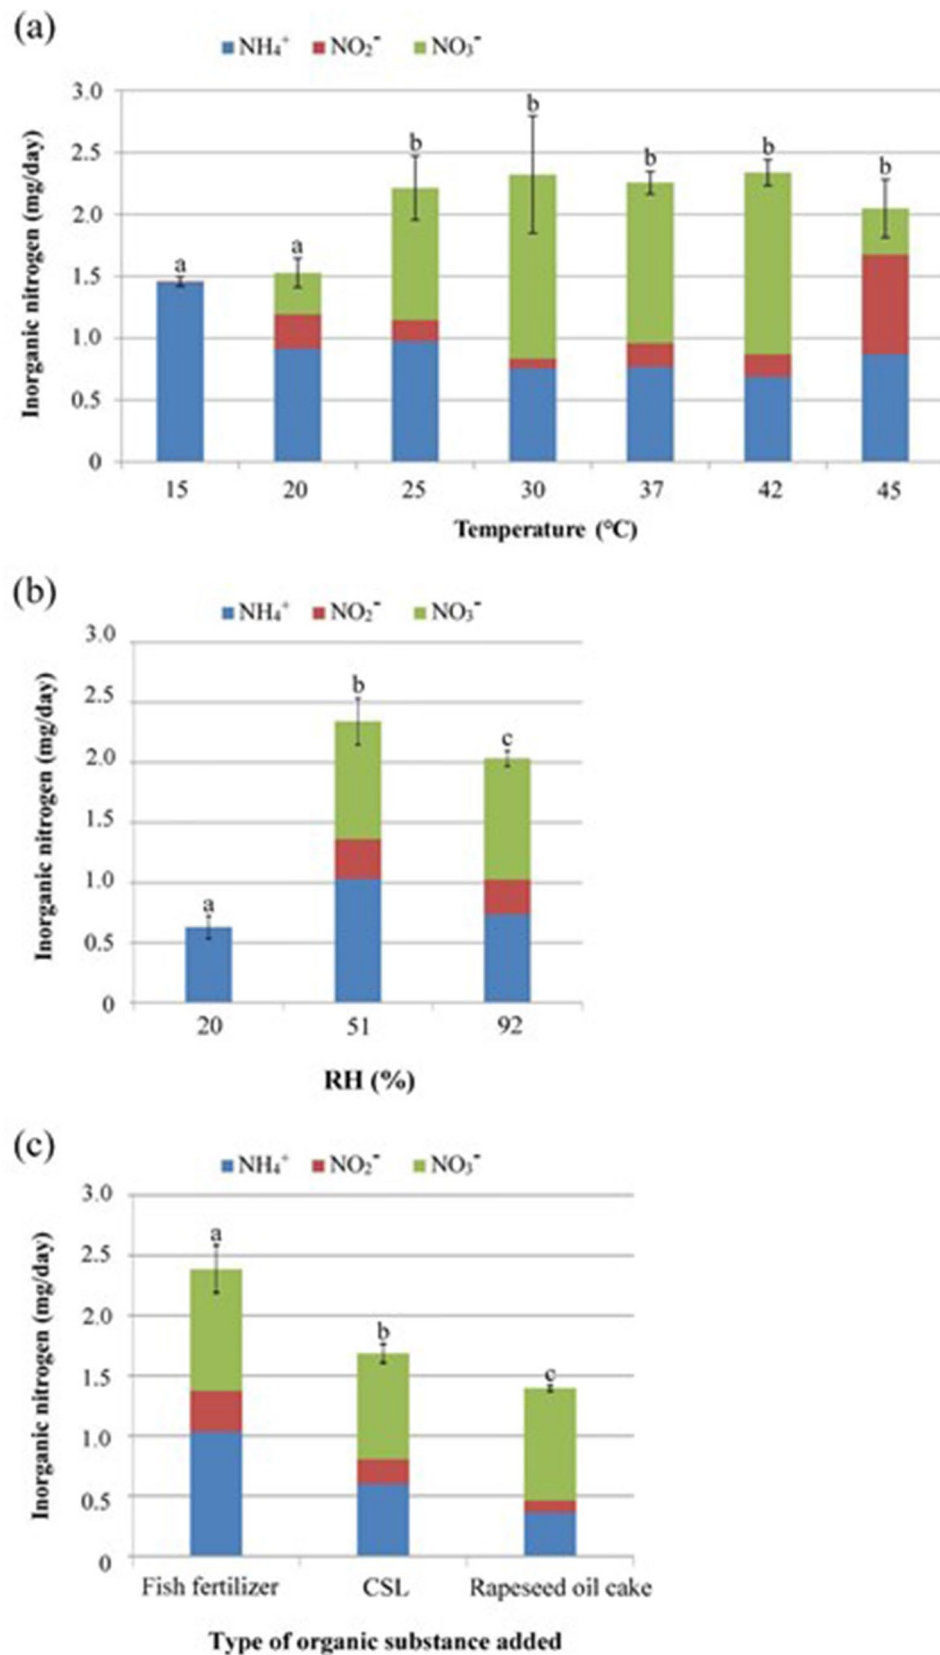 (a)
NH₄⁺ NO₂⁻ NO₃⁻
Inorganic nitrogen (mg/day)
3.0
2.5
2.0
1.5
1.0
0.5
0
a a b b b b b
15 20 25 30 37 42 45
Temperature (°C)
(b)
NH₄⁺ NO₂⁻ NO₃⁻
Inorganic nitrogen (mg/day)
3.0
2.5
2.0
1.5
1.0
0.5
0
a b c
20 51 92
RH (%)
(c)
NH₄⁺ NO₂⁻ NO₃⁻
Inorganic nitrogen (mg/day)
3.0
2.5
2.0
1.5
1.0
0.5
0
a b c
Fish fertilizer CSL Rapeseed oil cake
Type of organic substance added